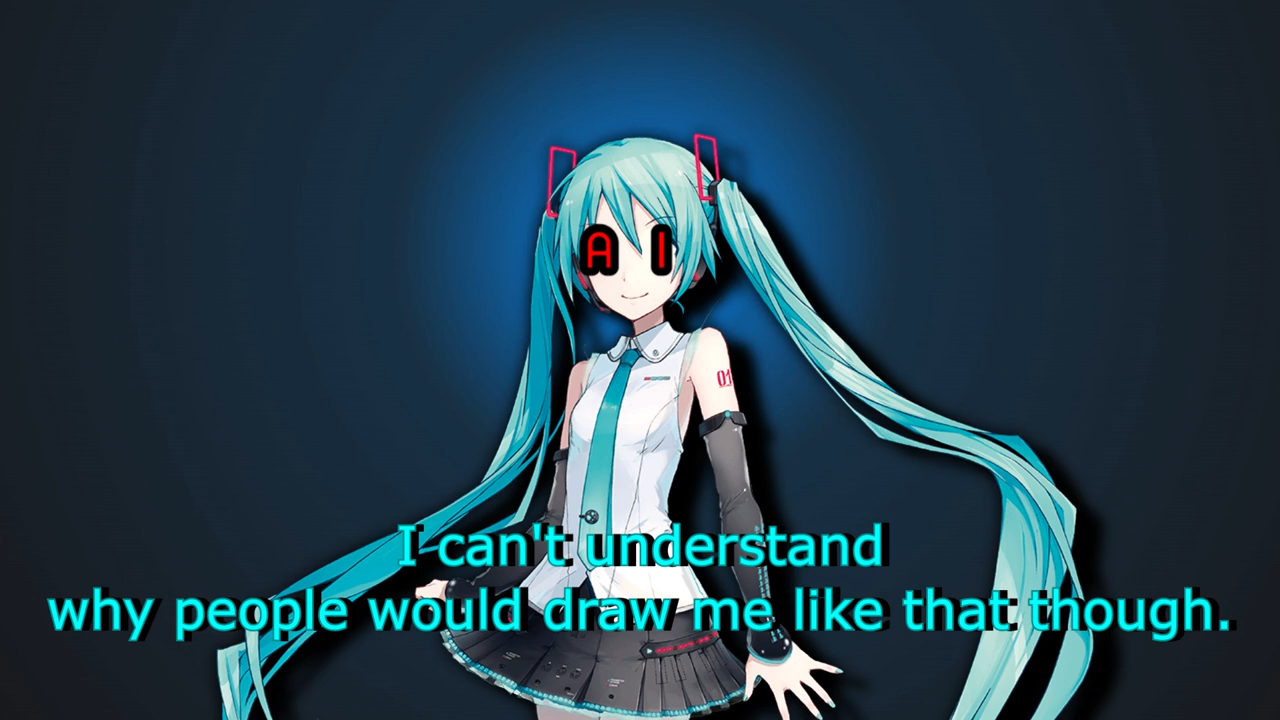 A I
01
I can't understand
why people would draw me like that though.